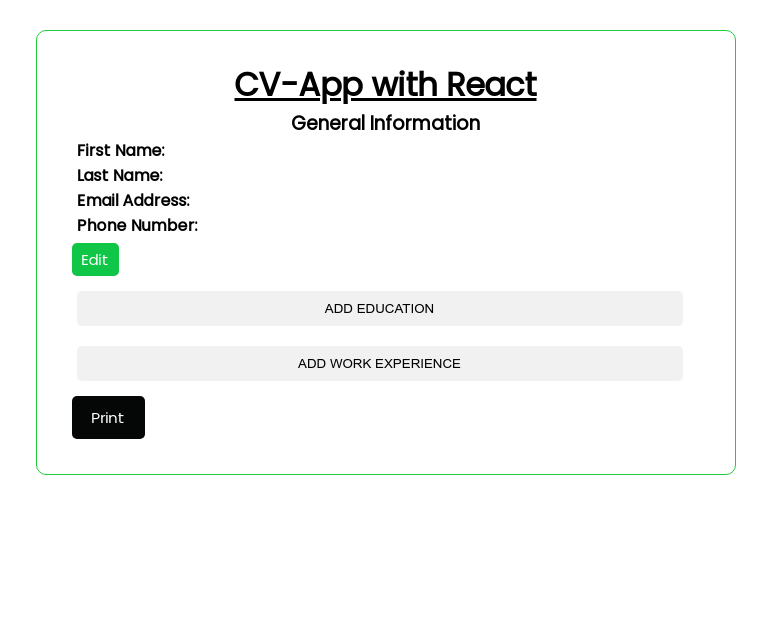 CV-App with React
General Information
First Name:
Last Name:
Email Address:
Phone Number:
Edit
ADD EDUCATION
ADD WORK EXPERIENCE
Print